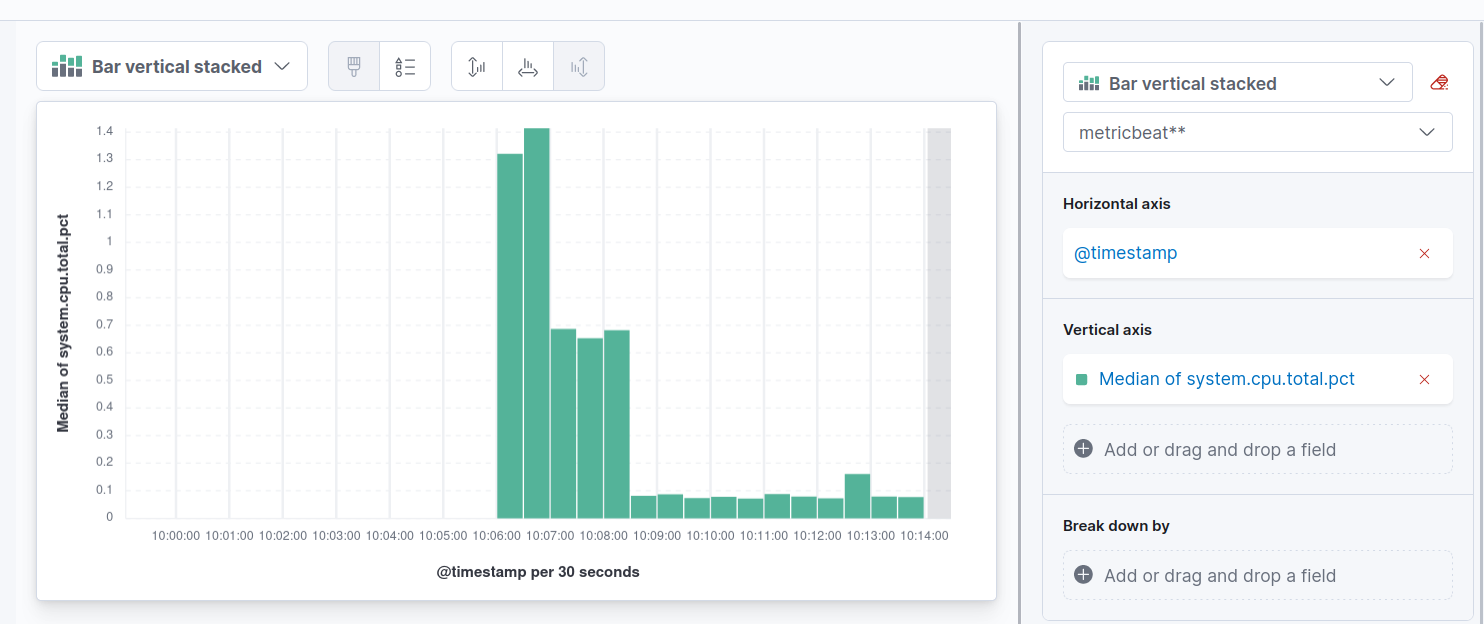 Bar vertical stacked
1.4
1.3
1.2
1.1
1
0.9
0.8
0.7
0.6
0.5
0.4
0.3
0.2
0.1
0
Median of system.cpu.total.pct
10:00:00 10:01:00 10:02:00 10:03:00 10:04:00 10:05:00 10:06:00 10:07:00 10:08:00 10:09:00 10:10:00 10:11:00 10:12:00 10:13:00 10:14:00
@timestamp per 30 seconds
Bar vertical stacked
metricbeat**
Horizontal axis
@timestamp
Vertical axis
Median of system.cpu.total.pct
Add or drag and drop a field
Break down by
Add or drag and drop a field